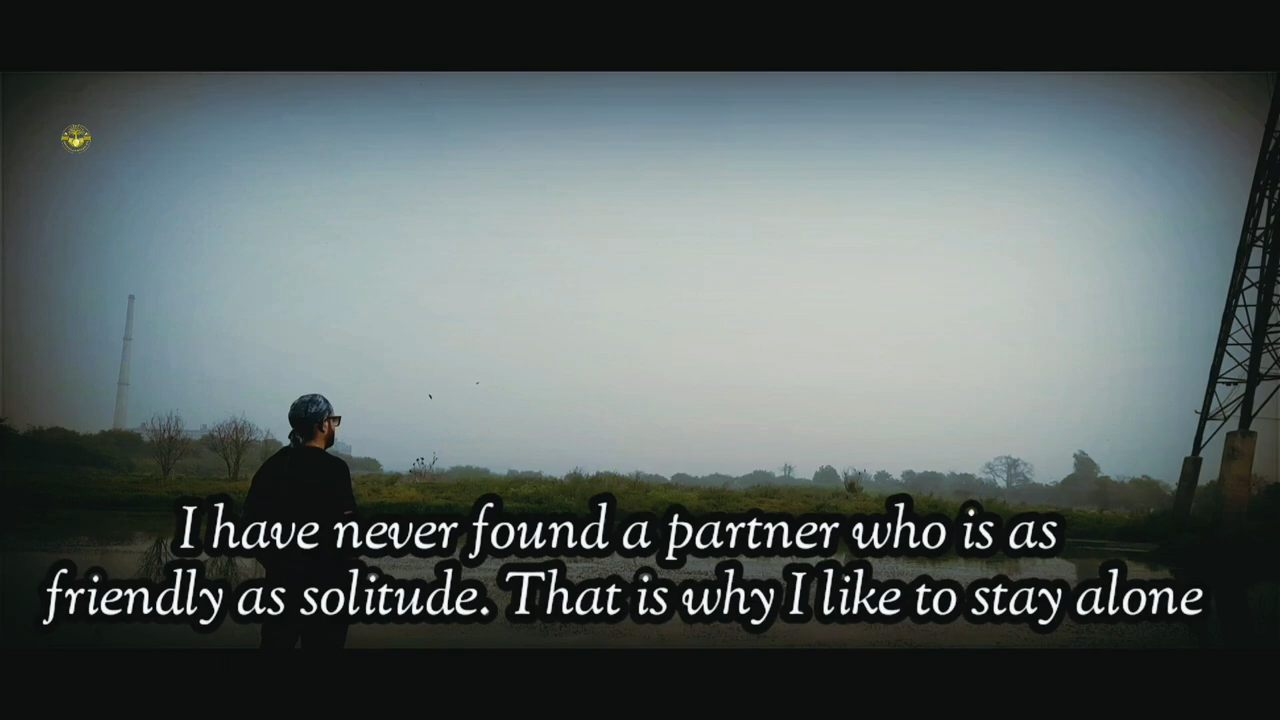 I have never found a partner who is as
friendly as solitude. That is why I like to stay alone